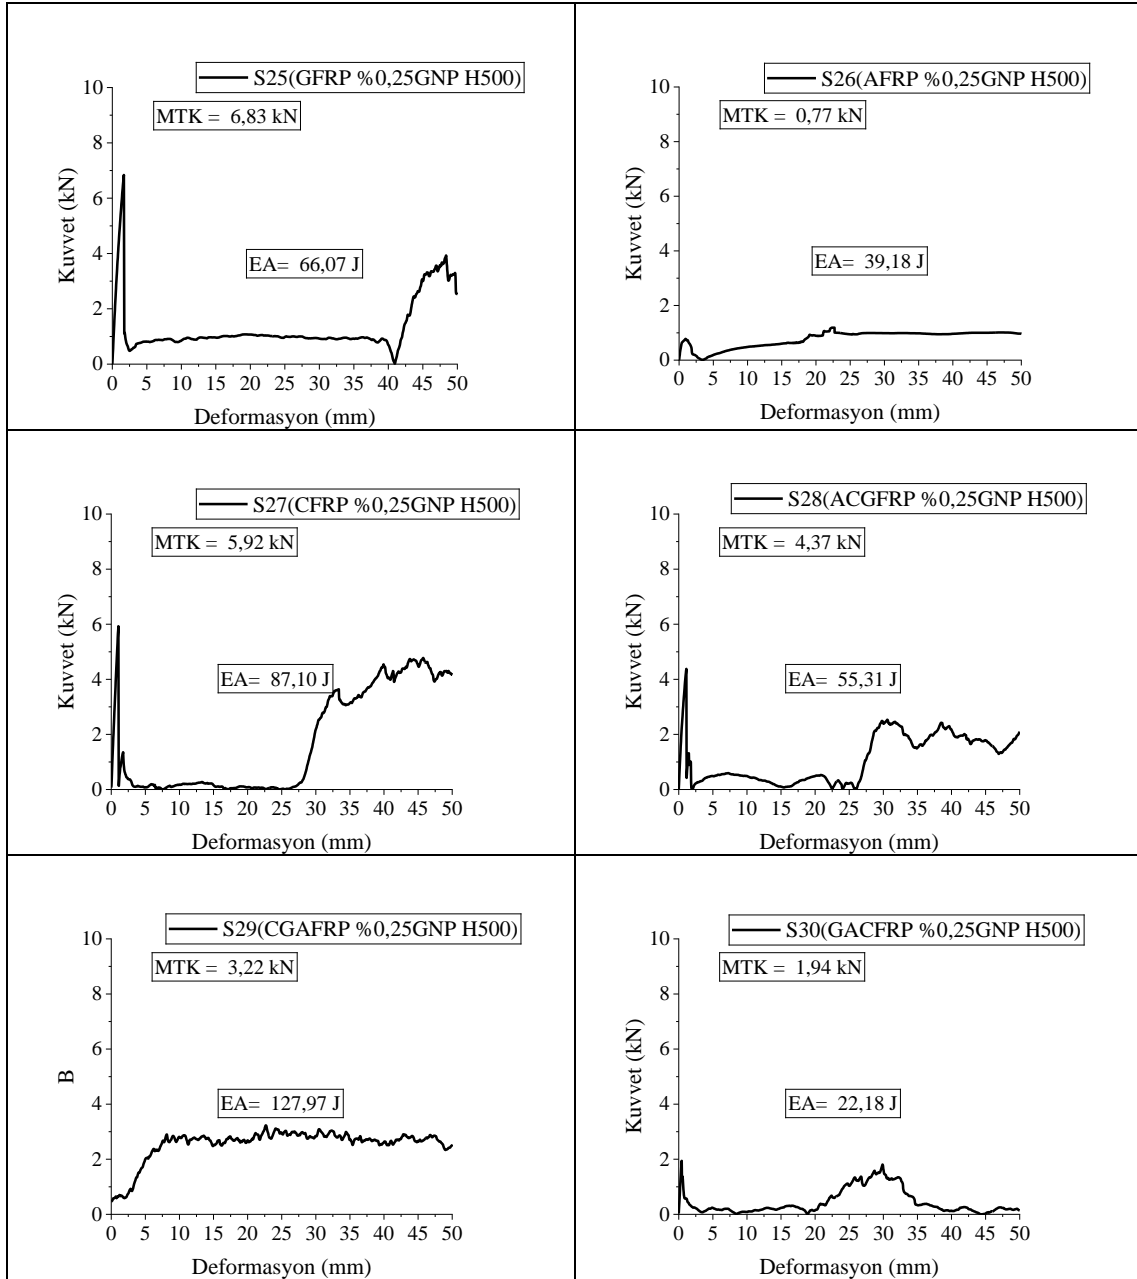 S25(GFRP %0,25GNP H500)
MTK = 6,83 kN
EA= 66,07 J
Kuvvet (kN)
10
8
6
4
2
0
0 5 10 15 20 25 30 35 40 45 50
Deformasyon (mm)
S26(AFRP %0,25GNP H500)
MTK = 0,77 kN
EA= 39,18 J
Kuvvet (kN)
10
8
6
4
2
0
0 5 10 15 20 25 30 35 40 45 50
Deformasyon (mm)
S27(CFRP %0,25GNP H500)
MTK = 5,92 kN
EA= 87,10 J
Kuvvet (kN)
10
8
6
4
2
0
0 5 10 15 20 25 30 35 40 45 50
Deformasyon (mm)
S28(ACGFRP %0,25GNP H500)
MTK = 4,37 kN
EA= 55,31 J
Kuvvet (kN)
10
8
6
4
2
0
0 5 10 15 20 25 30 35 40 45 50
Deformasyon (mm)
S29(CGAFRP %0,25GNP H500)
MTK = 3,22 kN
EA= 127,97 J
B
10
8
6
4
2
0
0 5 10 15 20 25 30 35 40 45 50
Deformasyon (mm)
S30(GACFRP %0,25GNP H500)
MTK = 1,94 kN
EA= 22,18 J
Kuvvet (kN)
10
8
6
4
2
0
0 5 10 15 20 25 30 35 40 45 50
Deformasyon (mm)